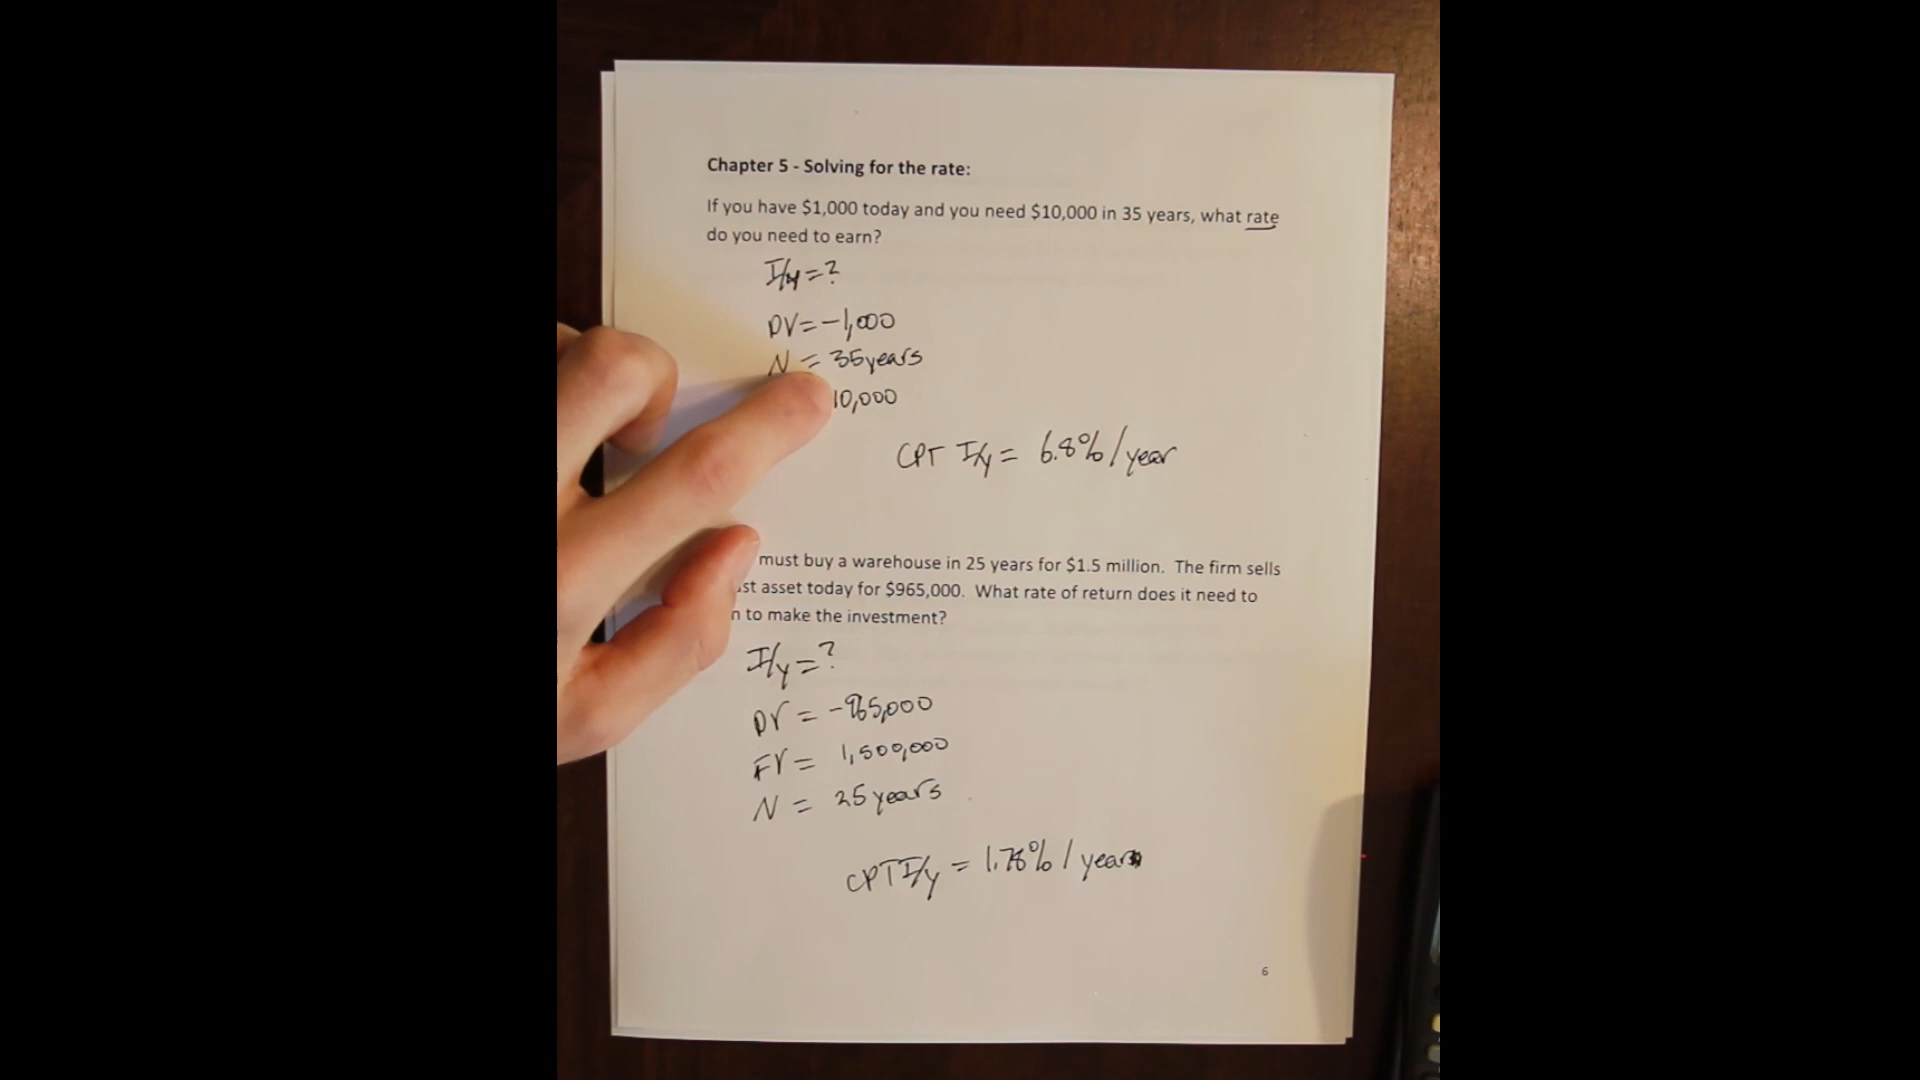 Chapter 5 - Solving for the rate:
If you have $1,000 today and you need $10,000 in 35 years, what rate
do you need to earn?
I/Y = ?
PV = -1,000
N = 35 years
10,000
CPT I/Y = 6.8% / year
must buy a warehouse in 25 years for $1.5 million. The firm sells
asset today for $965,000. What rate of return does it need to
to make the investment?
I/Y = ?
PV = -965,000
FV = 1,500,000
N = 25 years
CPT I/Y = 1.78% / year
6